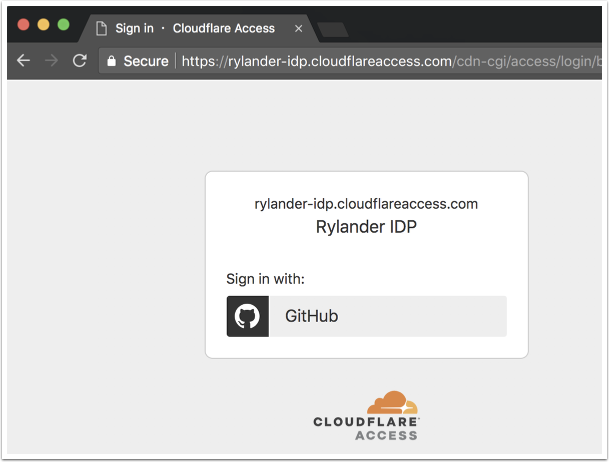 Sign in · Cloudflare Access
Secure
https://rylander-idp.cloudflareaccess.com/cdn-cgi/access/login/b
rylander-idp.cloudflareaccess.com
Rylander IDP
Sign in with:
GitHub
CLOUDFLARE
ACCESS